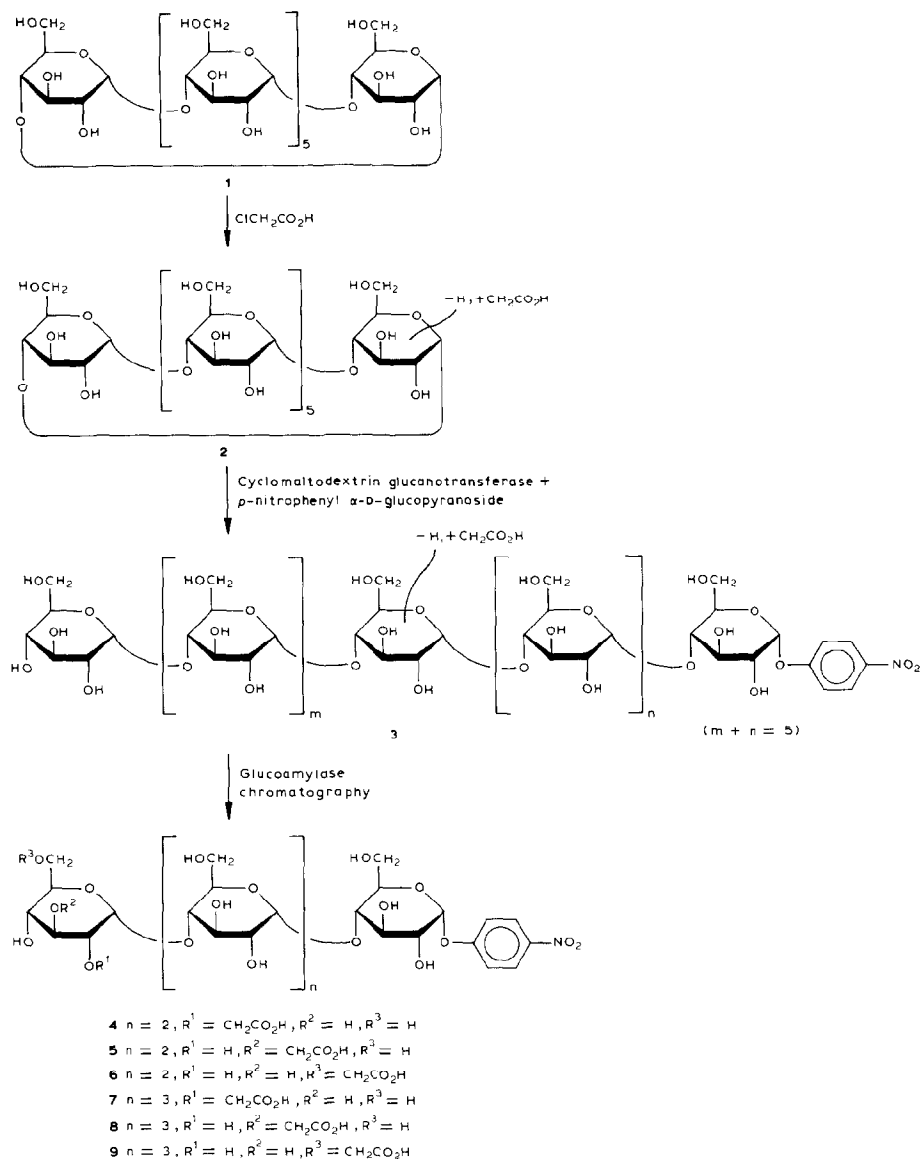 HOCH2 HOCH2 HOCH2
O O O
OH OH OH
O O O
OH OH OH
5
1
ClCH2CO2H
HOCH2 HOCH2 HOCH2 −H, +CH2CO2H
O O O
OH OH OH
O O O
OH OH OH
5
2
Cyclomaltodextrin glucanotransferase +
p-nitrophenyl α-D-glucopyranoside
−H, +CH2CO2H
HOCH2 HOCH2 HOCH2 HOCH2 HOCH2
O O O O O
OH OH OH OH OH
HO O O O O O NO2
OH OH OH OH OH
m n
3 (m + n = 5)
Glucoamylase
chromatography
R3OCH2 HOCH2 HOCH2
O O O
OR2 OH OH
HO O O O NO2
OR1 OH OH
n
4 n = 2, R1 = CH2CO2H, R2 = H, R3 = H
5 n = 2, R1 = H, R2 = CH2CO2H, R3 = H
6 n = 2, R1 = H, R2 = H, R3 = CH2CO2H
7 n = 3, R1 = CH2CO2H, R2 = H, R3 = H
8 n = 3, R1 = H, R2 = CH2CO2H, R3 = H
9 n = 3, R1 = H, R2 = H, R3 = CH2CO2H